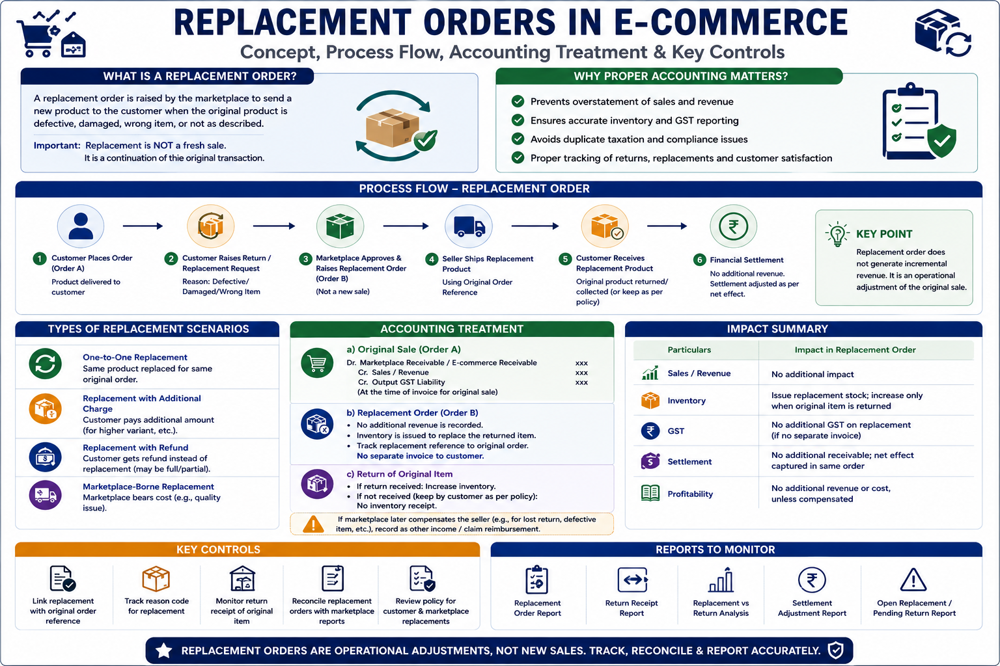 REPLACEMENT ORDERS IN E-COMMERCE
Concept, Process Flow, Accounting Treatment & Key Controls
WHAT IS A REPLACEMENT ORDER?
A replacement order is raised by the marketplace to send a
new product to the customer when the original product is
defective, damaged, wrong item, or not as described.
Important: Replacement is NOT a fresh sale.
It is a continuation of thie original transaction.
WHY PROPER ACCOUNTING MATTERS?
Prevents overstatement of sales and revenue
Ensures accurate inventory and GST reporting
Avoids duplicate taxation and compliance issues
Proper tracking of returns, replacements and customer satisfaction
PROCESS FLOW – REPLACEMENT ORDER
1 Customer Places Order
(Order A)
Product delivered to
customer
2 Customer Raises Return /
Replacement Request
Reason: Defective/
Damaged/Wrong Item
3 Marketplace Approves &
Raises Replacement Order
(Order B)
(Not a new sale)
4 Seller Ships Replacement
Product
Using Original Order
Reference
5 Customer Receives
Replacement Product
Original product returned/
collected (or keep as per
policy)
₹
6 Financial Settlement
No additional revenue.
Settlement adjusted as per
net effect.
KEY POINT
Replacement order does
not generate incremental
revenue. It is an operational
adjustment of the original sale.
TYPES OF REPLACEMENT SCENARIOS
One-to-One Replacement
Same product replaced for same
original order.
Replacement with Additional
Charge
Customer pays additional amount
(for higher variant, etc.).
$
Replacement with Refund
Customer gets refund instead of
replacement (may be full/partial).
Marketplace-Borne Replacement
Marketplace bears cost (e.g., quality
issue).
ACCOUNTING TREATMENT
a) Original Sale (Order A)
Dr. Marketplace Receivable / E-commerce Receivable xxx
Cr. Sales / Revenue xxx
Cr. Output GST Liability xxx
(At the time of invoice for original sale)
b) Replacement Order (Order B)
• No additional revenue is recorded.
• Inventory is issued to replace the returned item.
• Track replacement reference to original order.
No separate invoice to customer.
c) Return of Original Item
• If return received: Increase inventory.
• If not received (keep by customer as per policy):
No inventory receipt.
If marketplace later compensates the seller (e.g., for lost return, defective
item, etc.), record as other income / claim reimbursement.
IMPACT SUMMARY
Particulars Impact in Replacement Order
Sales / Revenue No additional impact
Inventory Issue replacement stock; increase only
when original item is returned
₹ GST No additional GST on replacement
(if no separate invoice)
$ Settlement No additional receivable; net effect
captured in same order
Profitability No additional revenue or cost,
unless compensated
KEY CONTROLS
Link replacement
with original order
reference
Track reason code
for replacement
Monitor return
receipt of original
item
Reconcile replacement
orders with marketplace
reports
Review policy for
customer & marketplace
replacements
REPORTS TO MONITOR
Replacement
Order Report
Return Receipt
Report
Replacement vs
Return Analysis
₹
Settlement
Adjustment Report
Open Replacement /
Pending Return Report
REPLACEMENT ORDERS ARE OPERATIONAL ADJUSTMENTS, NOT NEW SALES. TRACK, RECONCILE & REPORT ACCURATELY.